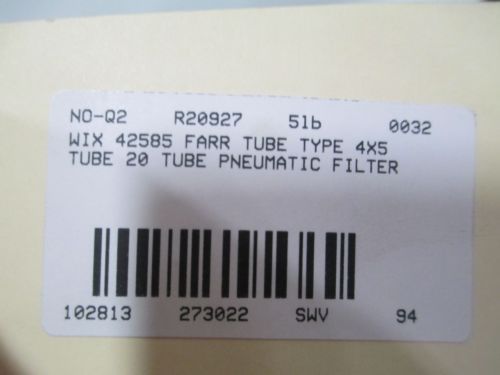 NO-Q2 R20927 5lb 0032
WIX 42585 FARR TUBE TYPE 4X5
TUBE 20 TUBE PNEUMATIC FILTER
102813 273022 SWV 94